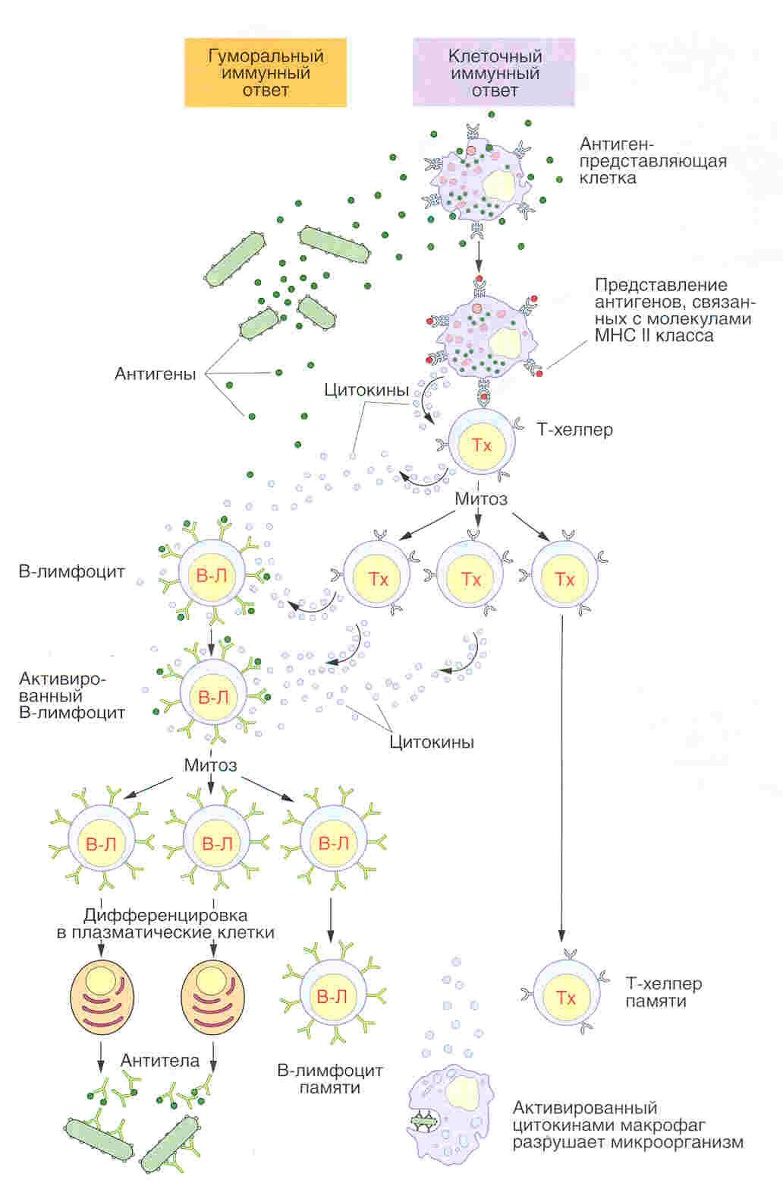 Гуморальный
иммунный
ответ
Клеточный
иммунный
ответ
Антиген-
представляющая
клетка
Представление
антигенов, связан-
ных с молекулами
МНС II класса
Антигены
Цитокины
Т-хелпер
Тх
Митоз
В-лимфоцит
В-Л
Тх
Тх
Тх
Активиро-
ванный
В-лимфоцит
В-Л
Цитокины
Митоз
В-Л
В-Л
В-Л
Дифференцировка
в плазматические клетки
В-Л
Тх
Т-хелпер
памяти
Антитела
В-лимфоцит
памяти
Активированный
цитокинами макрофаг
разрушает микроорганизм